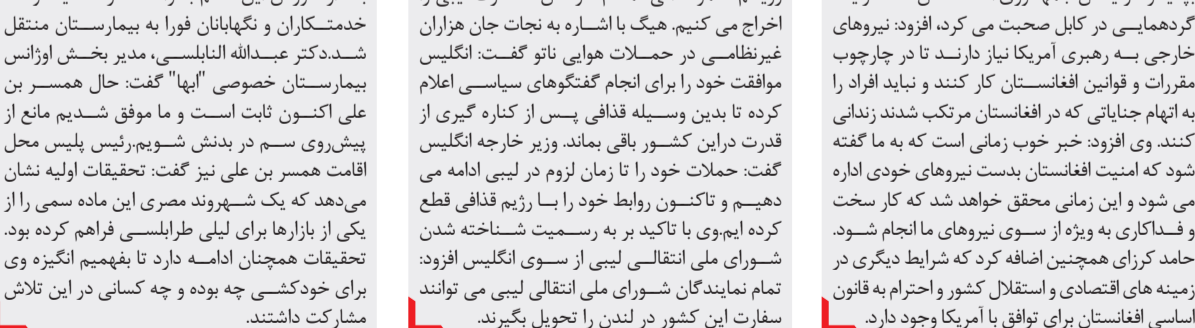 گردهمایی در کابل صحبت می کرد، افزود: نیروهای
خارجی به رهبری آمریکا نیاز دارند تا در چارچوب
مقررات و قوانین افغانستان کار کنند و نباید افراد را
به اتهام جنایاتی که در افغانستان مرتکب شدند زندانی
کنند. وی افزود: خبر خوب زمانی است که به ما گفته
شود که امنیت افغانستان بدست نیروهای خودی اداره
می شود و این زمانی محقق خواهد شد که کار سخت
و فداکاری به ویژه از سوی نیروهای ما انجام شود.
حامد کرزای همچنین اضافه کرد که شرایط دیگری در
زمینه های اقتصادی و استقلال کشور و احترام به قانون
اساسی افغانستان برای توافق با آمریکا وجود دارد.
اخراج می کنیم. هیگ با اشاره به نجات جان هزاران
غیرنظامی در حملات هوایی ناتو گفت: انگلیس
موافقت خود را برای انجام گفتگوهای سیاسی اعلام
کرده تا بدین وسیله قذافی پس از کناره گیری از
قدرت دراین کشور باقی بماند. وزیر خارجه انگلیس
گفت: حملات خود را تا زمان لزوم در لیبی ادامه می
دهیم و تاکنون روابط خود را با رژیم قذافی قطع
کرده ایم.وی با تاکید بر به رسمیت شناخته شدن
شورای ملی انتقالی لیبی از سوی انگلیس افزود:
تمام نمایندگان شورای ملی انتقالی لیبی می توانند
سفارت این کشور در لندن را تحویل بگیرند.
خدمتکاران و نگهبانان فورا به بیمارستان منتقل
شد.دکتر عبدالله النابلسی، مدیر بخش اوژانس
بیمارستان خصوصی "ابها" گفت: حال همسر بن
علی اکنون ثابت است و ما موفق شدیم مانع از
پیش‌روی سم در بدنش شویم.رئیس پلیس محل
اقامت همسر بن علی نیز گفت: تحقیقات اولیه نشان
می‌دهد که یک شهروند مصری این ماده سمی را از
یکی از بازارها برای لیلی طرابلسی فراهم کرده بود.
تحقیقات همچنان ادامه دارد تا بفهمیم انگیزه وی
برای خودکشی چه بوده و چه کسانی در این تلاش
مشارکت داشتند.